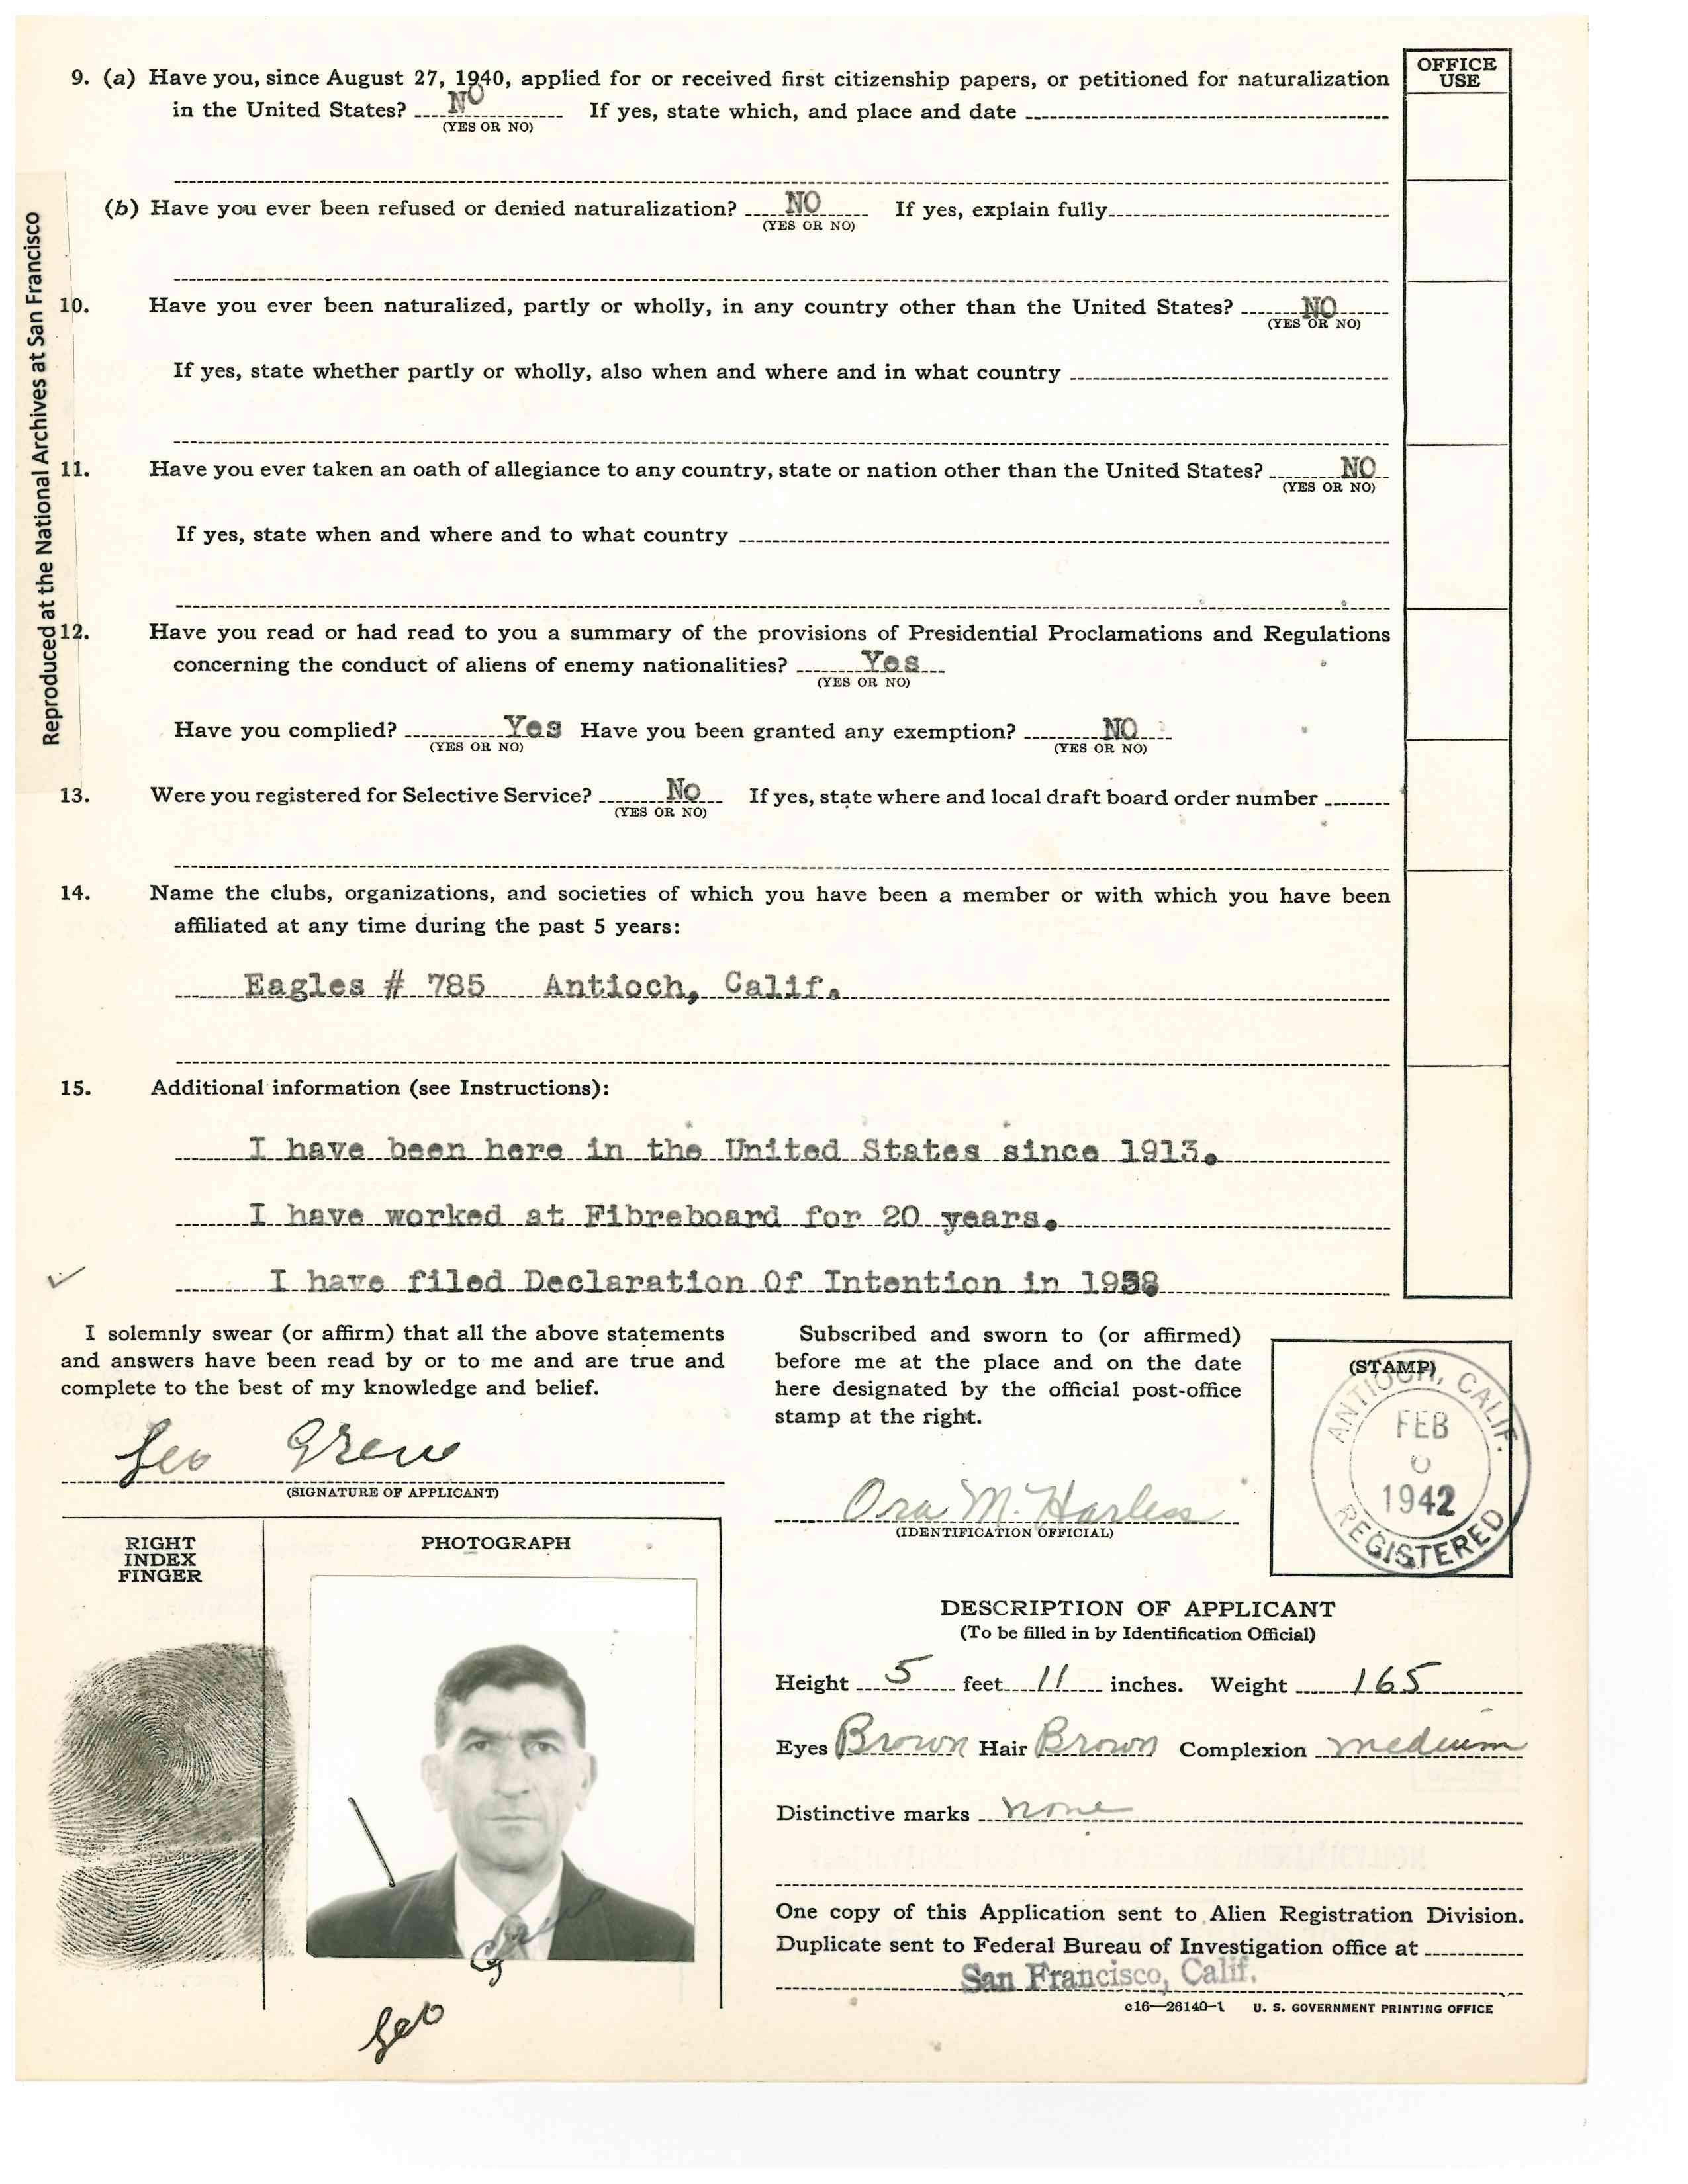 OFFICE
USE
9. (a) Have you, since August 27, 1940, applied for or received first citizenship papers, or petitioned for naturalization
in the United States? NO If yes, state which, and place and date
(YES OR NO)
(b) Have you ever been refused or denied naturalization? NO If yes, explain fully
(YES OR NO)
10. Have you ever been naturalized, partly or wholly, in any country other than the United States? NO
(YES OR NO)
If yes, state whether partly or wholly, also when and where and in what country
11. Have you ever taken an oath of allegiance to any country, state or nation other than the United States? NO
(YES OR NO)
If yes, state when and where and to what country
12. Have you read or had read to you a summary of the provisions of Presidential Proclamations and Regulations
concerning the conduct of aliens of enemy nationalities? Yes
(YES OR NO)
Have you complied? Yes Have you been granted any exemption? NO
(YES OR NO) (YES OR NO)
13. Were you registered for Selective Service? No If yes, state where and local draft board order number
(YES OR NO)
14. Name the clubs, organizations, and societies of which you have been a member or with which you have been
affiliated at any time during the past 5 years:
Eagles # 785 Antioch, Calif.
15. Additional information (see Instructions):
I have been here in the United States since 1913.
I have worked at Fibreboard for 20 years.
I have filed Declaration Of Intention in
Reproduced at the National Archives at San Francisco
I solemnly swear (or affirm) that all the above statements
and answers have been read by or to me and are true and
complete to the best of my knowledge and belief.
Geo
(SIGNATURE OF APPLICANT)
Subscribed and sworn to (or affirmed)
before me at the place and on the date
here designated by the official post-office
stamp at the right.
Ora M. Harless
(IDENTIFICATION OFFICIAL)
(STAMP)
ANTIOCH, CALIF.
FEB
1942
REGISTERED
RIGHT
INDEX
FINGER
PHOTOGRAPH
Geo
DESCRIPTION OF APPLICANT
(To be filled in by Identification Official)
Height 5 feet 11 inches. Weight 165
Eyes Brown Hair Brown Complexion medium
Distinctive marks none
One copy of this Application sent to Alien Registration Division.
Duplicate sent to Federal Bureau of Investigation office at
San Francisco, Calif.
c16—26140-1 U. S. GOVERNMENT PRINTING OFFICE